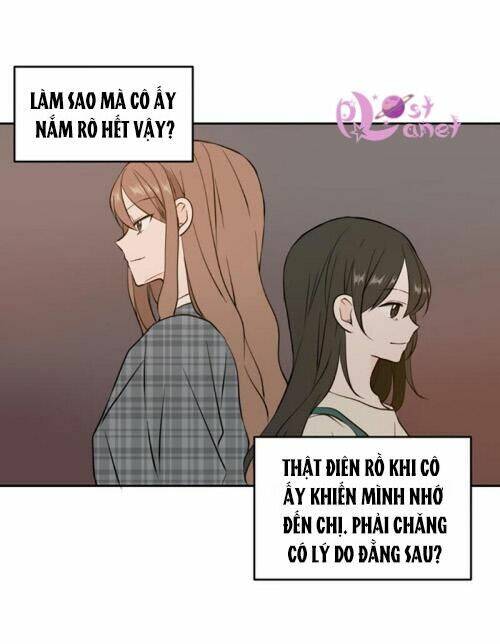 LÀM SAO MÀ CÔ ẤY
NẮM RÕ HẾT VẬY?
Lost
Planet
THẬT ĐIÊN RỒ KHI CÔ
ẤY KHIẾN MÌNH NHỚ
ĐẾN CHỊ. PHẢI CHĂNG
CÓ LÝ DO ĐẰNG SAU?